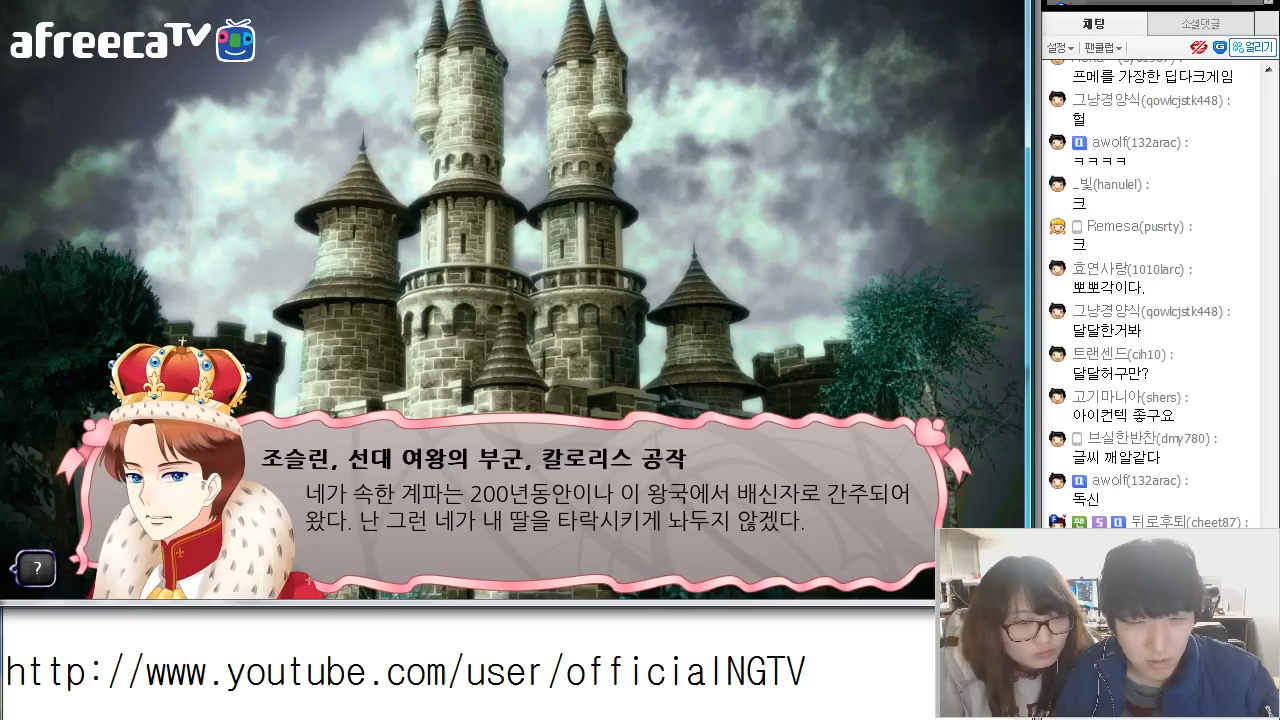 afreecaTV
조슬린, 선대 여왕의 부군, 칼로리스 공작
네가 속한 계파는 200년동안이나 이 왕국에서 배신자로 간주되어
왔다. 난 그런 네가 내 딸을 타락시키게 놔두지 않겠다.
?
http://www.youtube.com/user/officialNGTV
채팅
소셜댓글
설정
팬클럽
열리기
프메를 가장한 딥다크게임
그냥경양식(qowlcjstk448) :
헐
awolf(132arac) :
ㅋㅋㅋㅋ
_빛(hanulel) :
크
Remesa(pusrty) :
크
효연사랑(1010larc) :
뽀뽀각이다.
그냥경양식(qowlcjstk448) :
달달한거봐
트랜센드(cih10) :
달달허구만?
고기마니아(shers) :
아이컨텍 좋구요
브실한반찬(dmy780) :
글씨 깨알같다
awolf(132arac) :
독신
팬 S 뒤로후퇴(cheet87) :